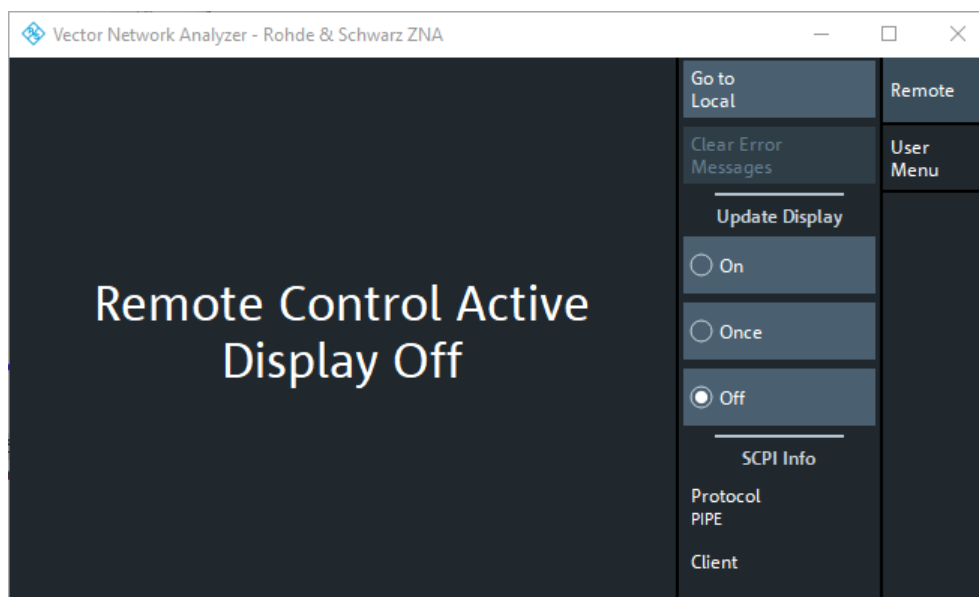 Vector Network Analyzer - Rohde & Schwarz ZNA
Remote Control Active
Display Off
Go to
Local
Clear Error
Messages
Update Display
On
Once
Off
SCPI Info
Protocol
PIPE
Client
Remote
User
Menu